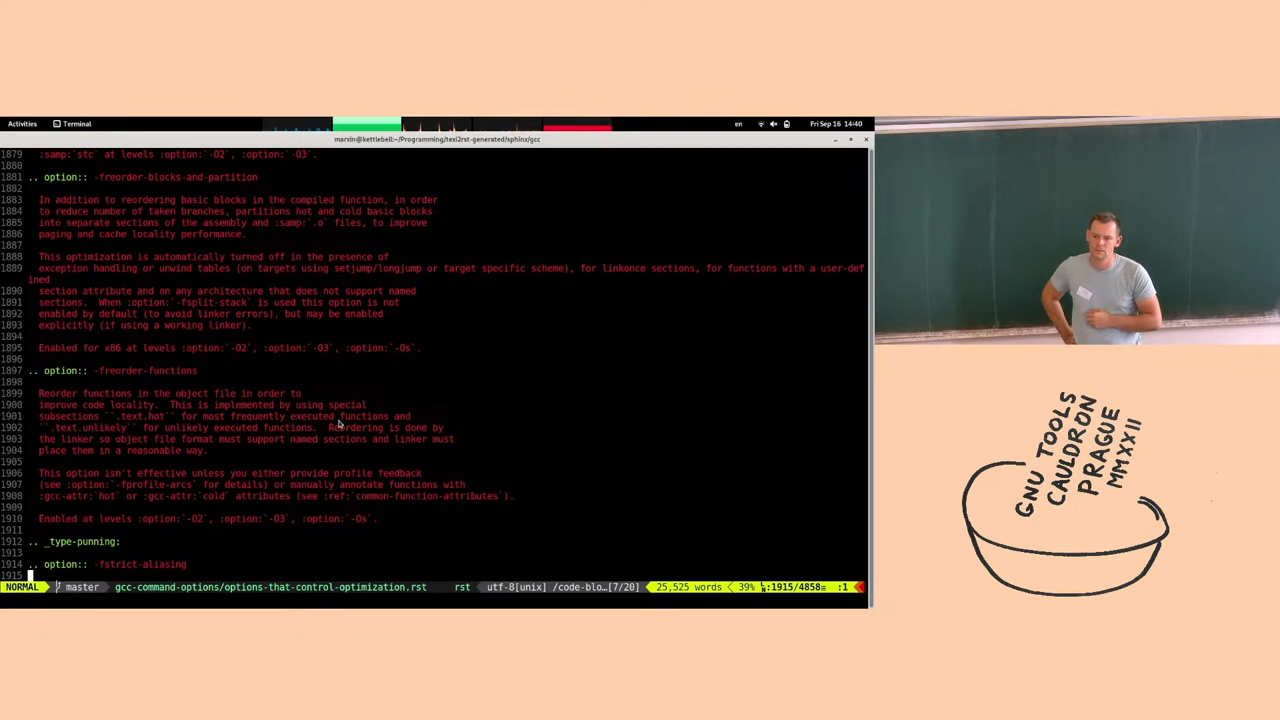 Activities
Terminal
en
Fri Sep 16 14:40
marxin@kettlebell:~/Programming/texi2rst-generated/sphinx/gcc
1879 :samp:`stc` at levels :option:`-O2`, :option:`-O3`.
1880
1881 .. option:: -freorder-blocks-and-partition
1882
1883 In addition to reordering basic blocks in the compiled function, in order
1884 to reduce number of taken branches, partitions hot and cold basic blocks
1885 into separate sections of the assembly and :samp:`.o` files, to improve
1886 paging and cache locality performance.
1887
1888 This optimization is automatically turned off in the presence of
1889 exception handling or unwind tables (on targets using setjump/longjump or target specific scheme), for linkonce sections, for functions with a user-def
ined
1890 section attribute and on any architecture that does not support named
1891 sections. When :option:`-fsplit-stack` is used this option is not
1892 enabled by default (to avoid linker errors), but may be enabled
1893 explicitly (if using a working linker).
1894
1895 Enabled for x86 at levels :option:`-O2`, :option:`-O3`, :option:`-Os`.
1896
1897 .. option:: -freorder-functions
1898
1899 Reorder functions in the object file in order to
1900 improve code locality. This is implemented by using special
1901 subsections ``.text.hot`` for most frequently executed functions and
1902 ``.text.unlikely`` for unlikely executed functions. Reordering is done by
1903 the linker so object file format must support named sections and linker must
1904 place them in a reasonable way.
1905
1906 This option isn't effective unless you either provide profile feedback
1907 (see :option:`-fprofile-arcs` for details) or manually annotate functions with
1908 :gcc-attr:`hot` or :gcc-attr:`cold` attributes (see :ref:`common-function-attributes`).
1909
1910 Enabled at levels :option:`-O2`, :option:`-O3`, :option:`-Os`.
1911
1912 .. _type-punning:
1913
1914 .. option:: -fstrict-aliasing
1915
NORMAL master gcc-command-options/options-that-control-optimization.rst rst utf-8[unix] /code-blo…[7/20] 25,525 words 39% ㏑:1915/4858≡ :1
GNU TOOLS
CAULDRON
PRAGUE
MMXXII